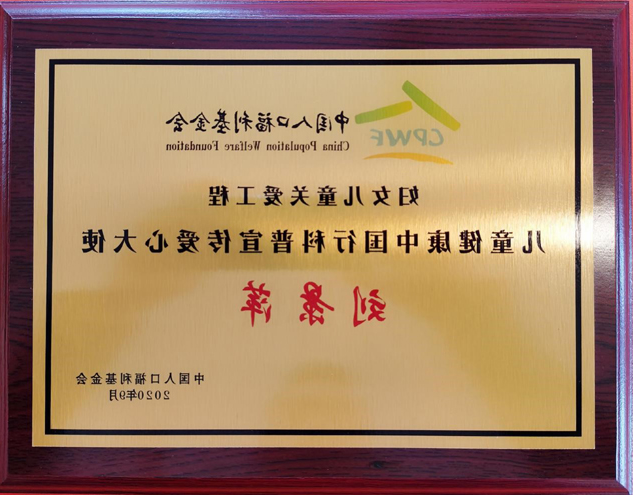 CPWF
中国人口福利基金会
China Population Welfare Foundation
妇女儿童关爱工程
儿童健康中国行科普宣传爱心大使
刘景萍
中国人口福利基金会
2020年9月